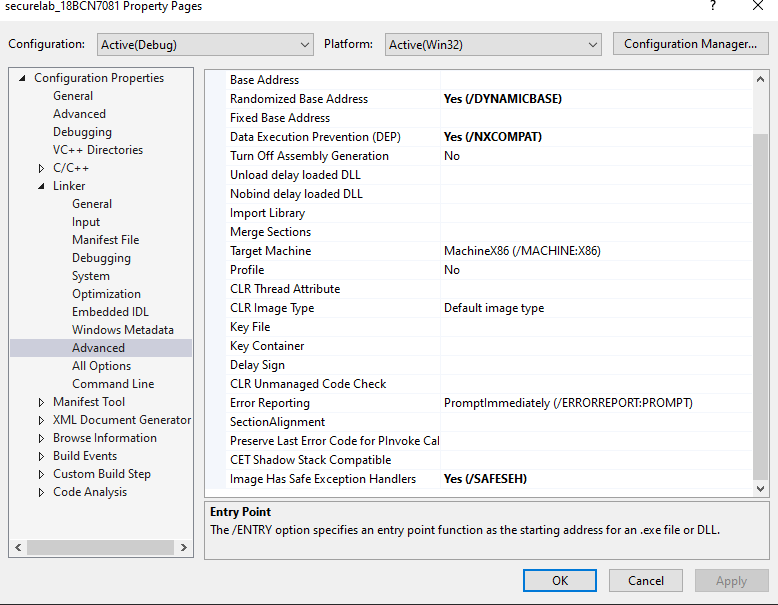 securelab_18BCN7081 Property Pages
?
Configuration: Active(Debug) Platform: Active(Win32) Configuration Manager...
Configuration Properties
General
Advanced
Debugging
VC++ Directories
C/C++
Linker
General
Input
Manifest File
Debugging
System
Optimization
Embedded IDL
Windows Metadata
Advanced
All Options
Command Line
Manifest Tool
XML Document Generator
Browse Information
Build Events
Custom Build Step
Code Analysis
Base Address
Randomized Base Address Yes (/DYNAMICBASE)
Fixed Base Address
Data Execution Prevention (DEP) Yes (/NXCOMPAT)
Turn Off Assembly Generation No
Unload delay loaded DLL
Nobind delay loaded DLL
Import Library
Merge Sections
Target Machine MachineX86 (/MACHINE:X86)
Profile No
CLR Thread Attribute
CLR Image Type Default image type
Key File
Key Container
Delay Sign
CLR Unmanaged Code Check
Error Reporting PromptImmediately (/ERRORREPORT:PROMPT)
SectionAlignment
Preserve Last Error Code for PInvoke Cal
CET Shadow Stack Compatible
Image Has Safe Exception Handlers Yes (/SAFESEH)
Entry Point
The /ENTRY option specifies an entry point function as the starting address for an .exe file or DLL.
OK Cancel Apply